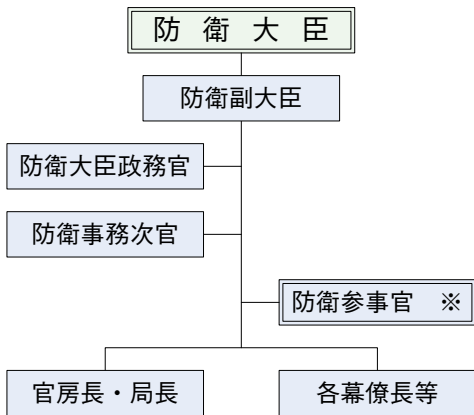 防衛大臣
防衛副大臣
防衛大臣政務官
防衛事務次官
防衛参事官 ※
官房長・局長
各幕僚長等